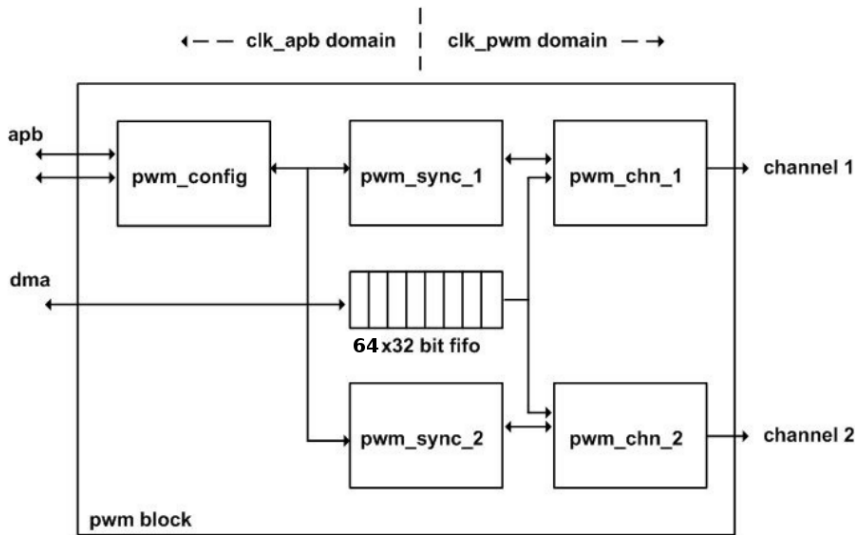 clk_apb domain clk_pwm domain
apb
pwm_config pwm_sync_1 pwm_chn_1 channel 1
dma
64x32 bit fifo
pwm_sync_2 pwm_chn_2 channel 2
pwm block